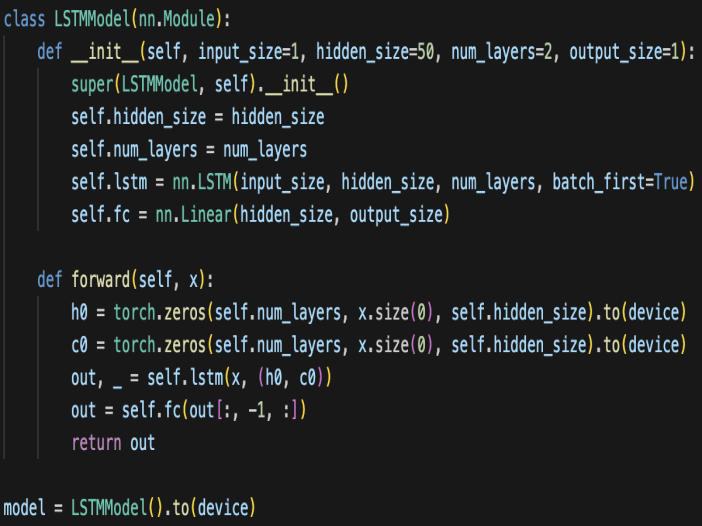 class LSTMModel(nn.Module):
    def __init__(self, input_size=1, hidden_size=50, num_layers=2, output_size=1):
        super(LSTMModel, self).__init__()
        self.hidden_size = hidden_size
        self.num_layers = num_layers
        self.lstm = nn.LSTM(input_size, hidden_size, num_layers, batch_first=True)
        self.fc = nn.Linear(hidden_size, output_size)

    def forward(self, x):
        h0 = torch.zeros(self.num_layers, x.size(0), self.hidden_size).to(device)
        c0 = torch.zeros(self.num_layers, x.size(0), self.hidden_size).to(device)
        out, _ = self.lstm(x, (h0, c0))
        out = self.fc(out[:, -1, :])
        return out

model = LSTMModel().to(device)